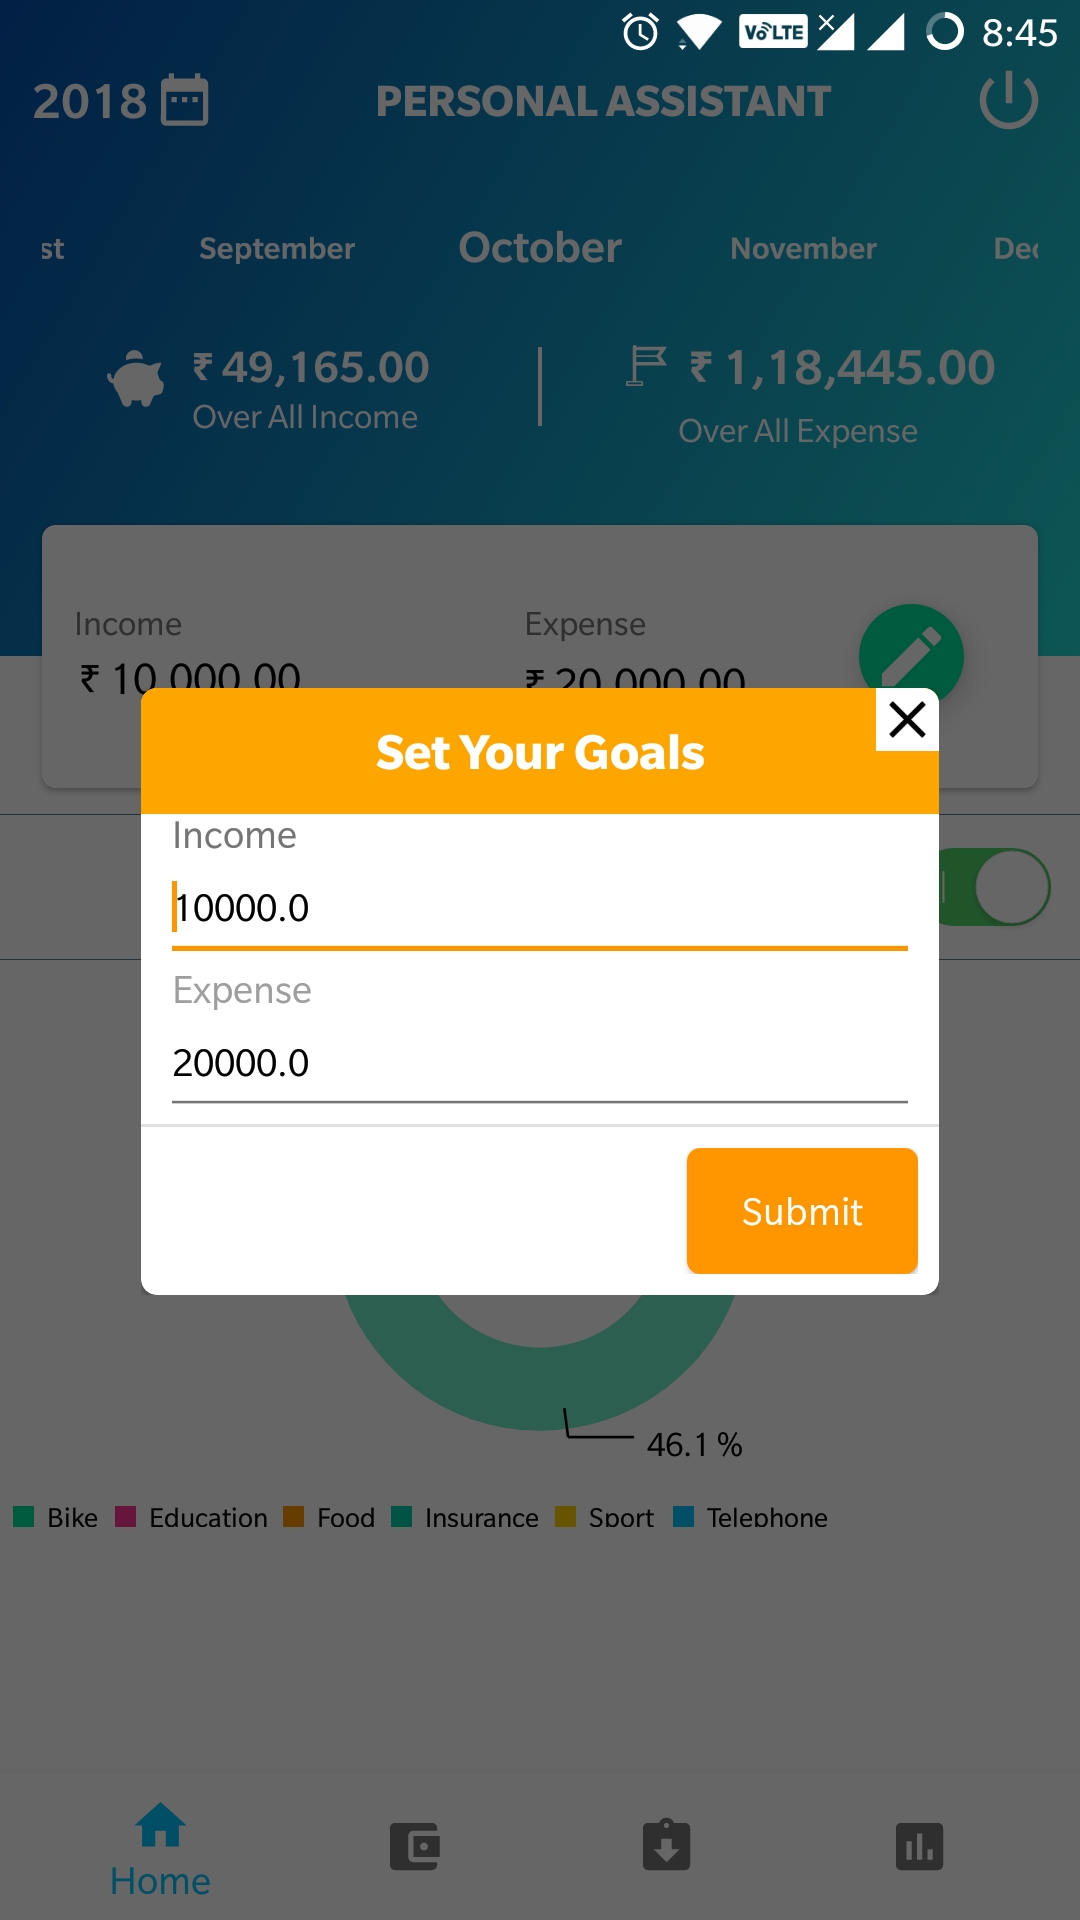 VoLTE 8:45
2018 PERSONAL ASSISTANT
st September October November Dec
₹ 49,165.00 ₹ 1,18,445.00
Over All Income Over All Expense
Income Expense
₹ 10,000.00 ₹ 20,000.00
Set Your Goals
Income
10000.0
Expense
20000.0
Submit
46.1 %
Bike Education Food Insurance Sport Telephone
Home